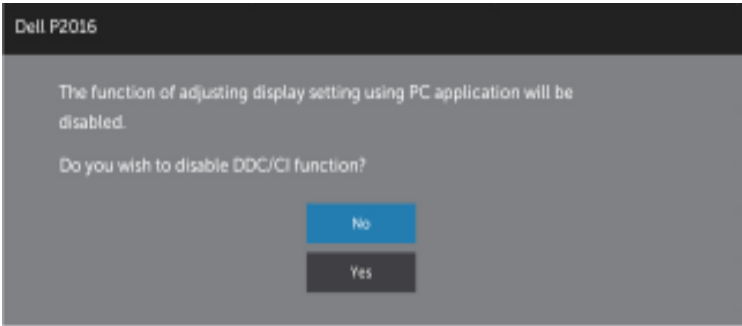 Dell P2016
The function of adjusting display setting using PC application will be
disabled.
Do you wish to disable DDC/CI function?
No
Yes